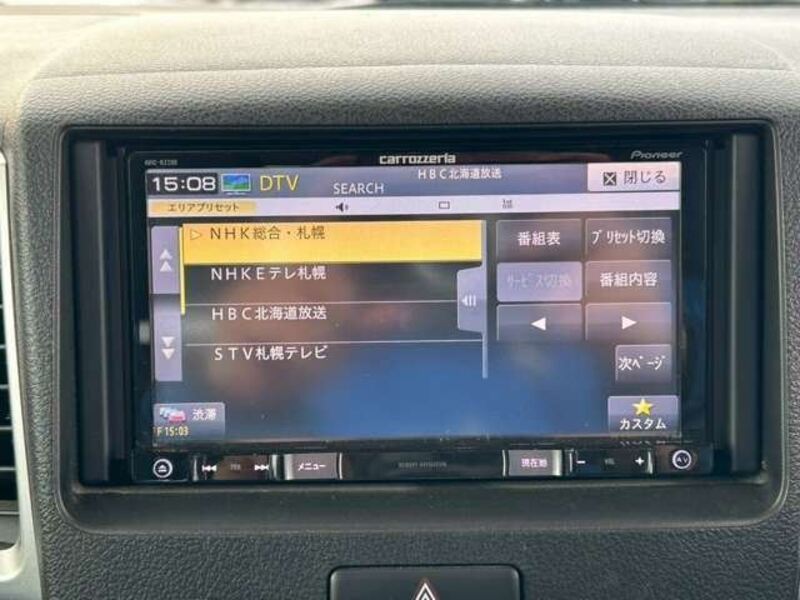 carrozzeria
Pioneer
15:08 DTV SEARCH HBC北海道放送 閉じる
エリアプリセット
▷ NHK総合・札幌
NHKEテレ札幌
HBC北海道放送
STV札幌テレビ
番組表 プリセット切換
サービス切換 番組内容
◀ ▶
次ページ
渋滞
F 15:03
カスタム
メニュー 現在地 VOL AV